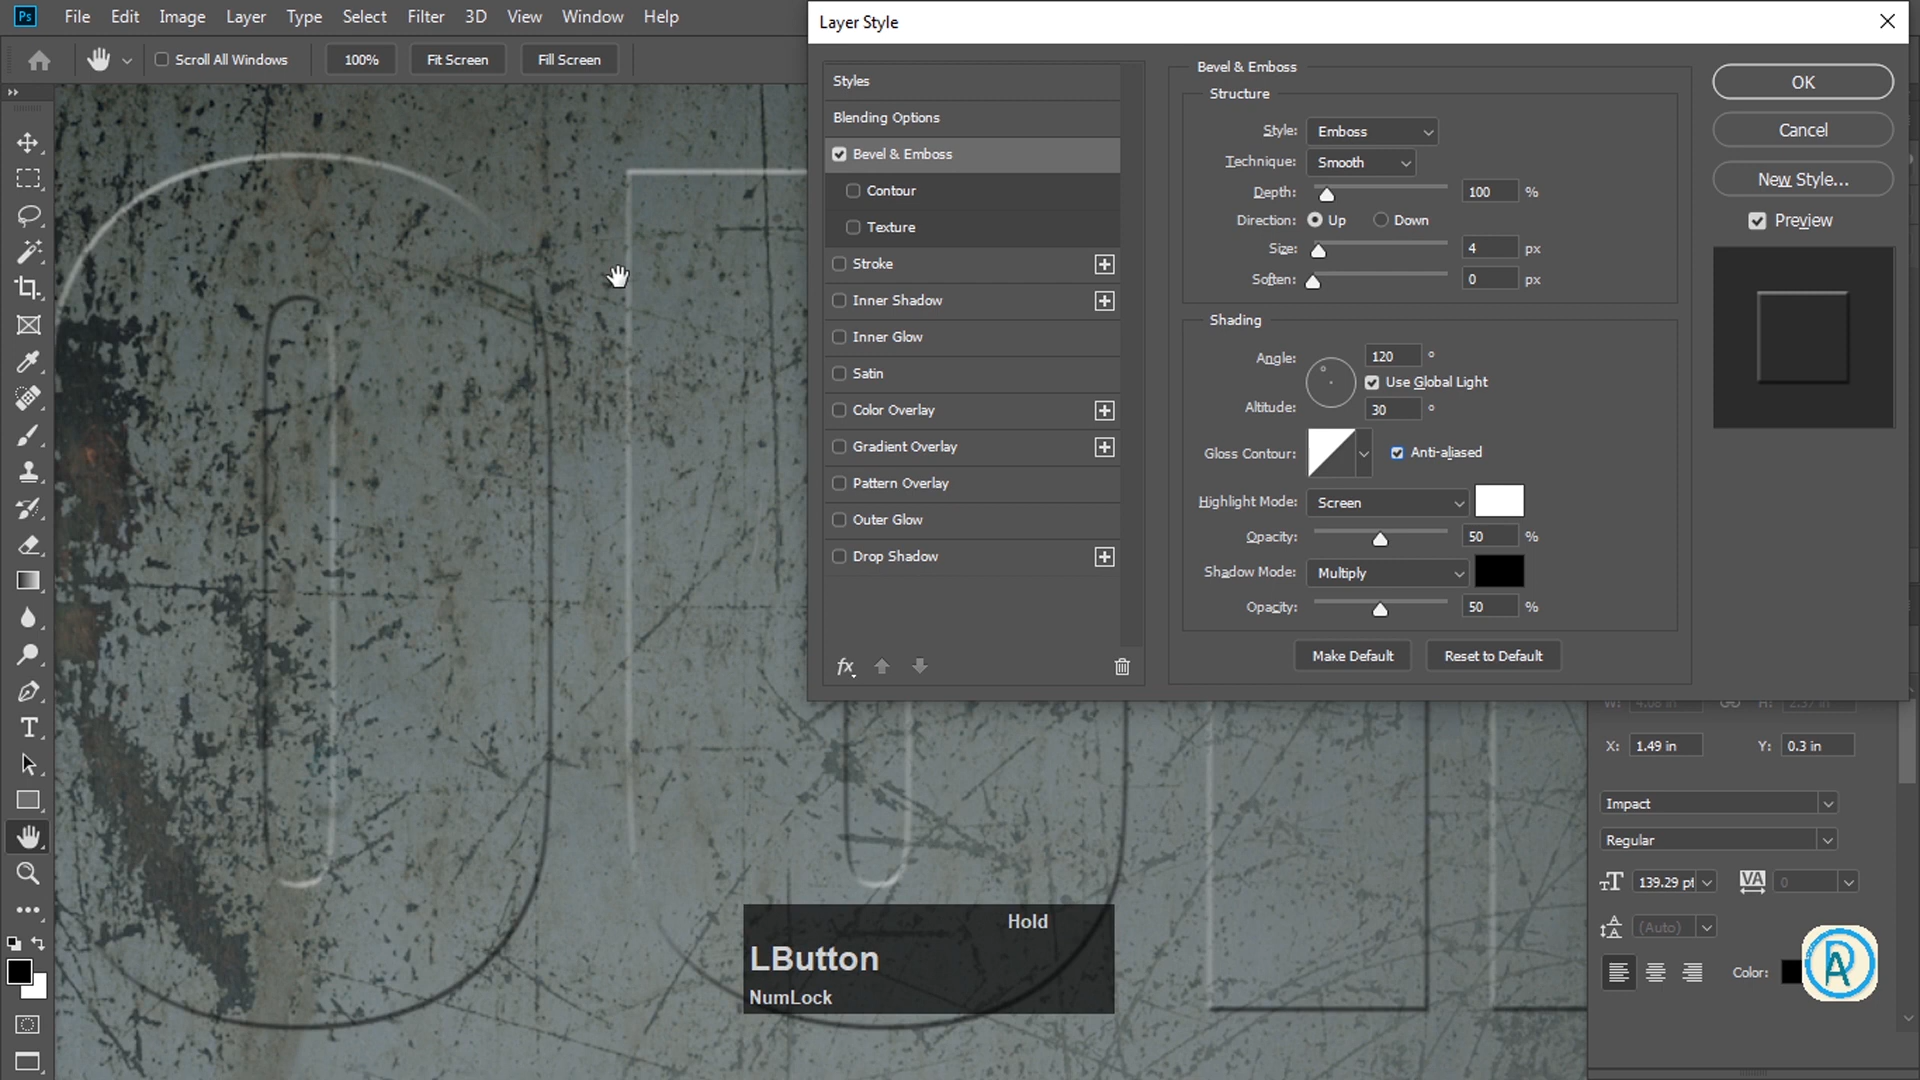 Ps File Edit Image Layer Type Select Filter 3D View Window Help
Layer Style
Scroll All Windows 100% Fit Screen Fill Screen
Styles
Blending Options
Bevel & Emboss
Contour
Texture
Stroke
Inner Shadow
Inner Glow
Satin
Color Overlay
Gradient Overlay
Pattern Overlay
Outer Glow
Drop Shadow
fx
Bevel & Emboss
Structure
Style: Emboss
Technique: Smooth
Depth: 100 %
Direction: Up Down
Size: 4 px
Soften: 0 px
Shading
Angle: 120 °
Use Global Light
Altitude: 30 °
Gloss Contour: Anti-aliased
Highlight Mode: Screen
Opacity: 50 %
Shadow Mode: Multiply
Opacity: 50 %
Make Default Reset to Default
OK
Cancel
New Style...
Preview
X: 1.49 in Y: 0.3 in
Impact
Regular
139.29 pt VA 0
(Auto)
Color:
Hold
LButton
NumLock